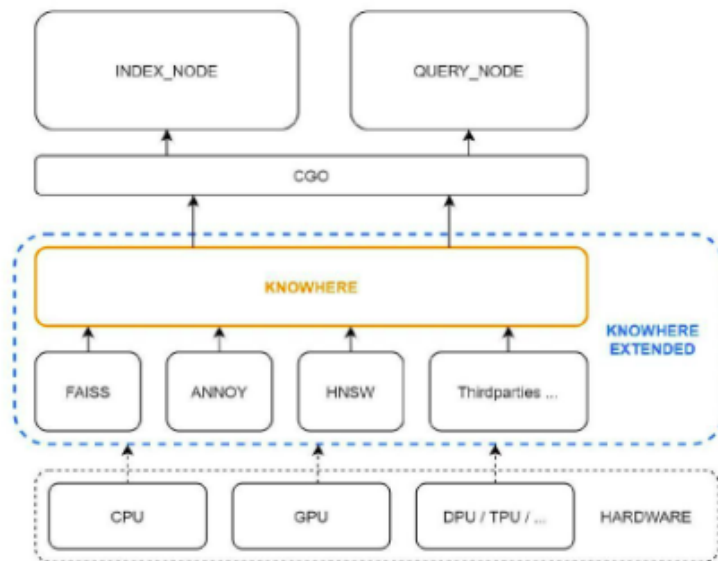 INDEX_NODE
QUERY_NODE
CGO
KNOWHERE
KNOWHERE
EXTENDED
FAISS
ANNOY
HNSW
Thirdparties ...
CPU
GPU
DPU / TPU / ...
HARDWARE